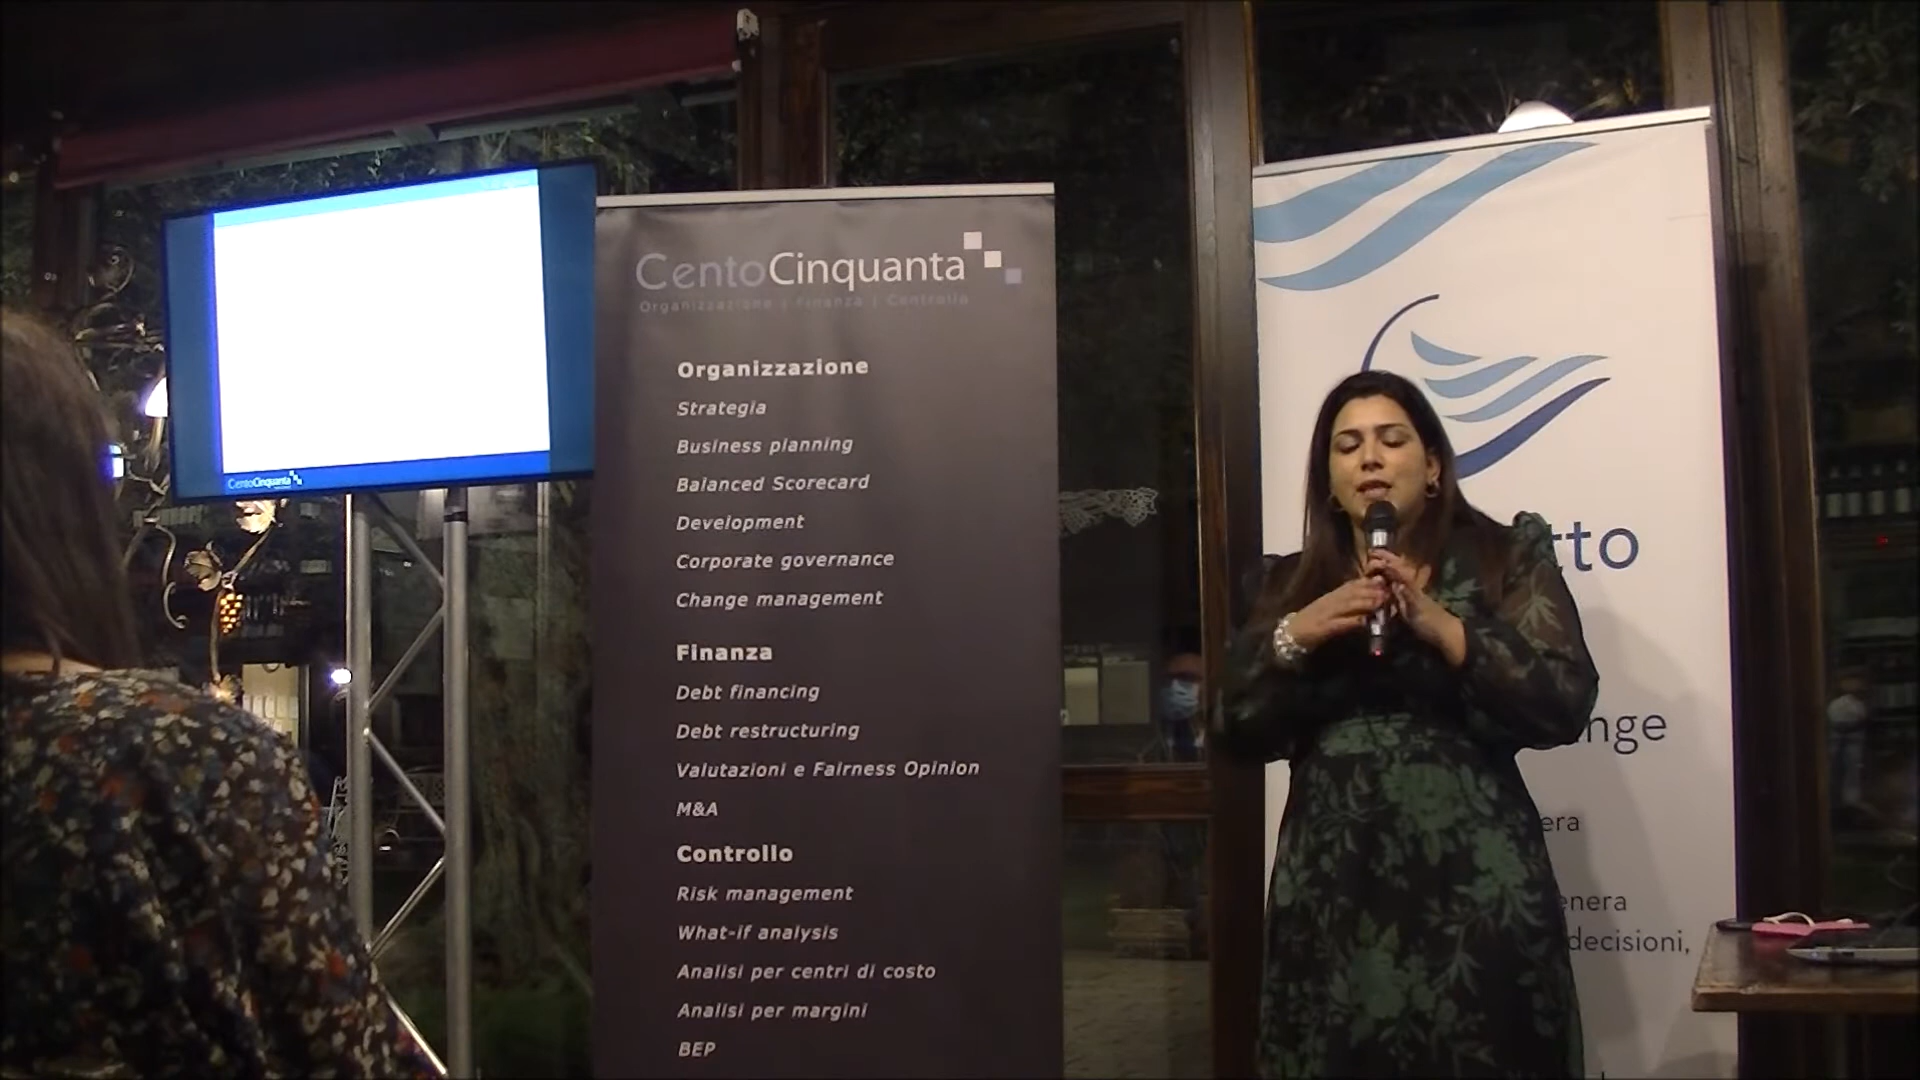 CentoCinquanta
CentoCinquanta
Organizzazione | Finanza | Controllo
Organizzazione
Strategia
Business planning
Balanced Scorecard
Development
Corporate governance
Change management
Finanza
Debt financing
Debt restructuring
Valutazioni e Fairness Opinion
M&A
Controllo
Risk management
What-if analysis
Analisi per centri di costo
Analisi per margini
BEP
tto
nge
era
enera
decisioni,